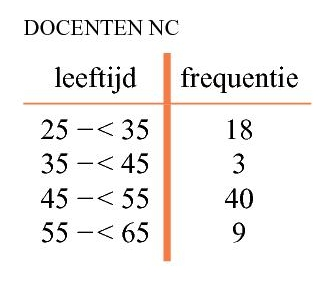 DOCENTEN NC
leeftijd frequentie
25 –< 35 18
35 –< 45 3
45 –< 55 40
55 –< 65 9